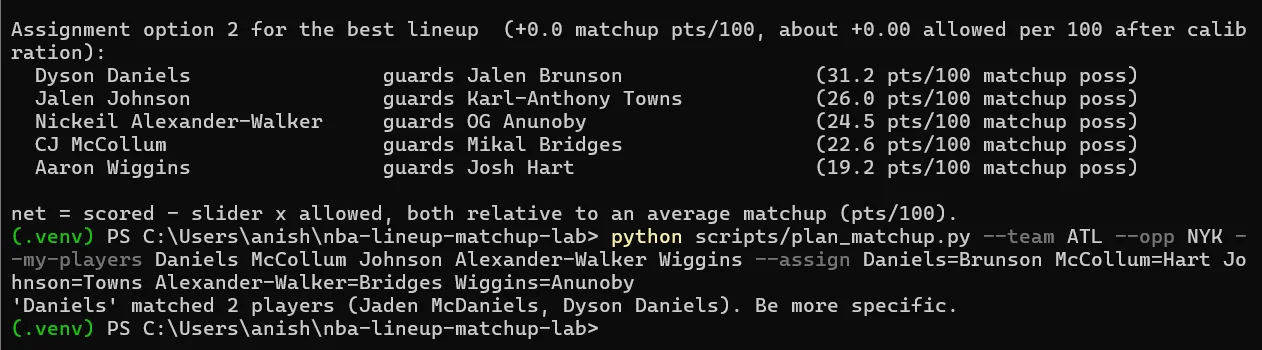 Assignment option 2 for the best lineup  (+0.0 matchup pts/100, about +0.00 allowed per 100 after calib
ration):
  Dyson Daniels                guards Jalen Brunson                (31.2 pts/100 matchup poss)
  Jalen Johnson                guards Karl-Anthony Towns           (26.0 pts/100 matchup poss)
  Nickeil Alexander-Walker     guards OG Anunoby                   (24.5 pts/100 matchup poss)
  CJ McCollum                  guards Mikal Bridges                (22.6 pts/100 matchup poss)
  Aaron Wiggins                guards Josh Hart                    (19.2 pts/100 matchup poss)
net = scored - slider x allowed, both relative to an average matchup (pts/100).
(.venv) PS C:\Users\anish\nba-lineup-matchup-lab> python scripts/plan_matchup.py --team ATL --opp NYK -
-my-players Daniels McCollum Johnson Alexander-Walker Wiggins --assign Daniels=Brunson McCollum=Hart Jo
hnson=Towns Alexander-Walker=Bridges Wiggins=Anunoby
'Daniels' matched 2 players (Jaden McDaniels, Dyson Daniels). Be more specific.
(.venv) PS C:\Users\anish\nba-lineup-matchup-lab>